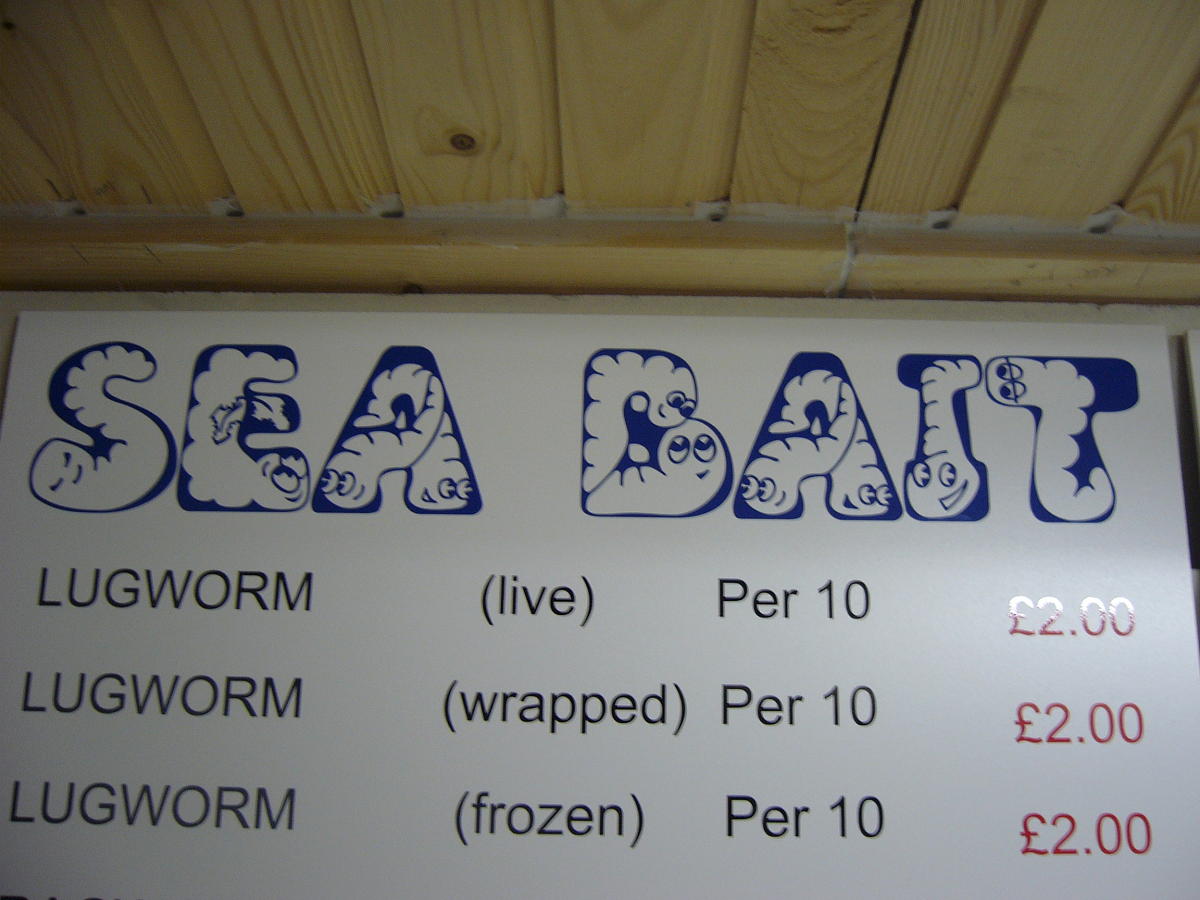 SEA BAIT
LUGWORM (live) Per 10 £2.00
LUGWORM (wrapped) Per 10 £2.00
LUGWORM (frozen) Per 10 £2.00